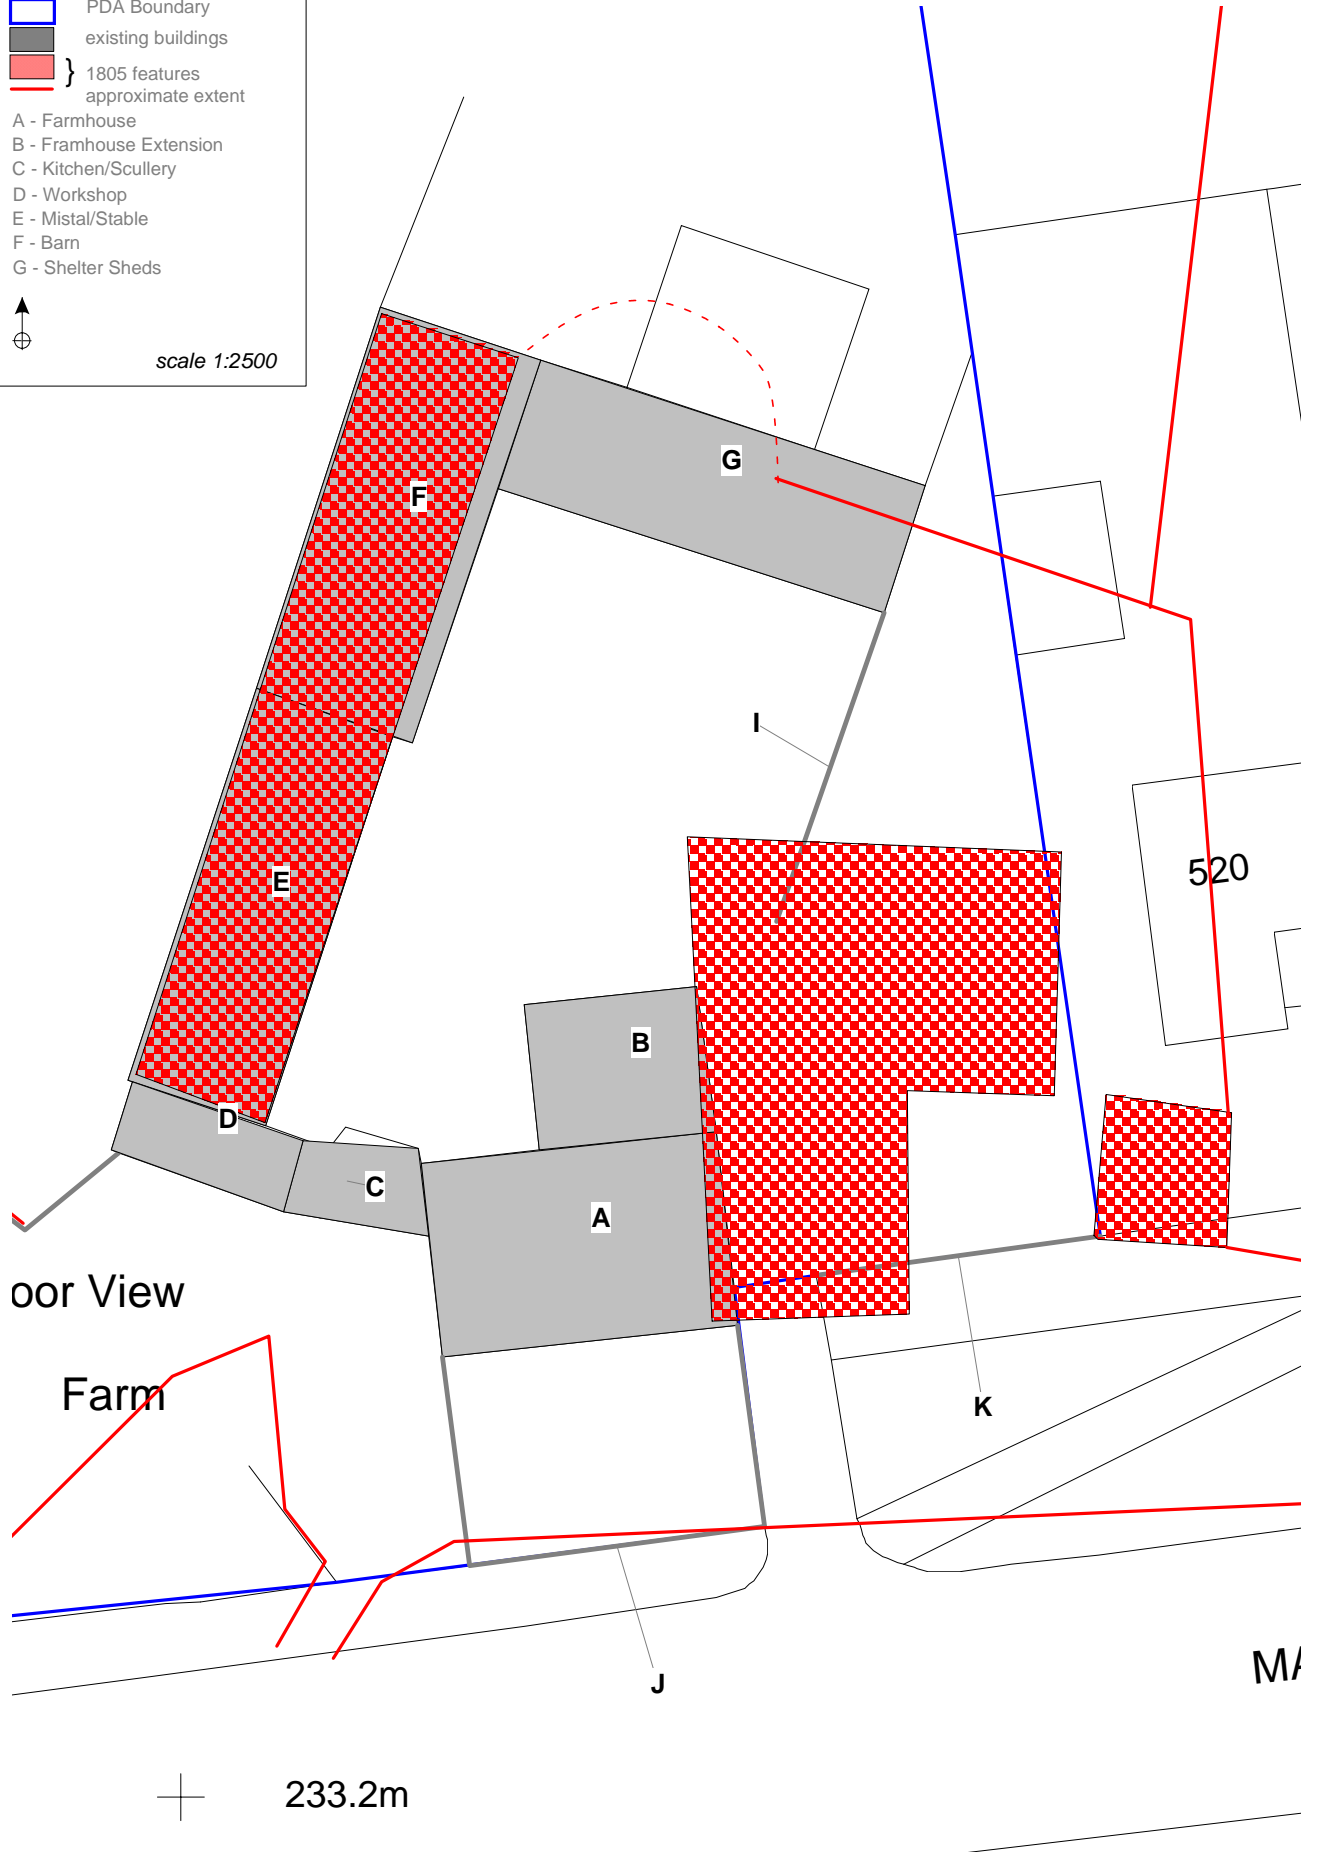 PDA Boundary
existing buildings
} 1805 features
approximate extent
A - Farmhouse
B - Framhouse Extension
C - Kitchen/Scullery
D - Workshop
E - Mistal/Stable
F - Barn
G - Shelter Sheds
scale 1:2500
G
F
I
520
E
B
D
C
A
oor View
Farm
K
MA
J
233.2m